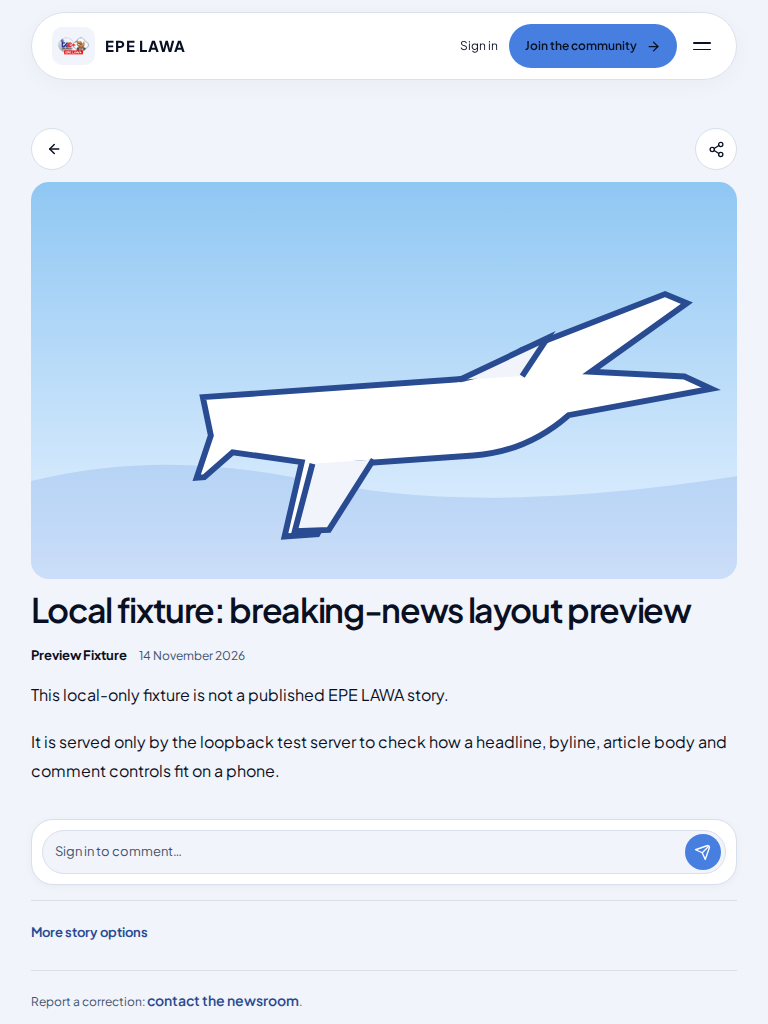 EPE LAWA
Sign in
Join the community
Local fixture: breaking-news layout preview
Preview Fixture 14 November 2026
This local-only fixture is not a published EPE LAWA story.
It is served only by the loopback test server to check how a headline, byline, article body and
comment controls fit on a phone.
Sign in to comment...
More story options
Report a correction: contact the newsroom.